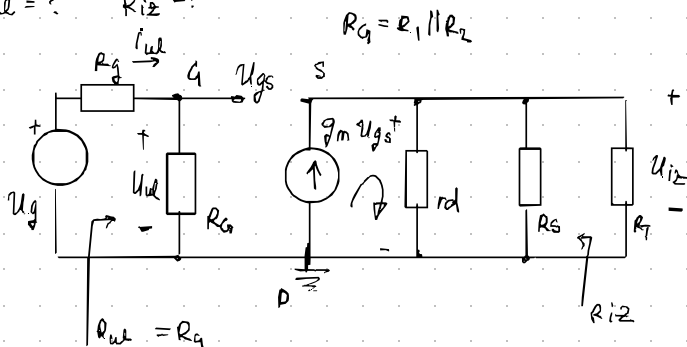 ul = ? Riz = ?
RG = R1 || R2
Rg iul G Ugs S
+ + gm Ugs + +
Ug Uul RG rd RS RT Uiz
- - -
D Riz
Rul = RG